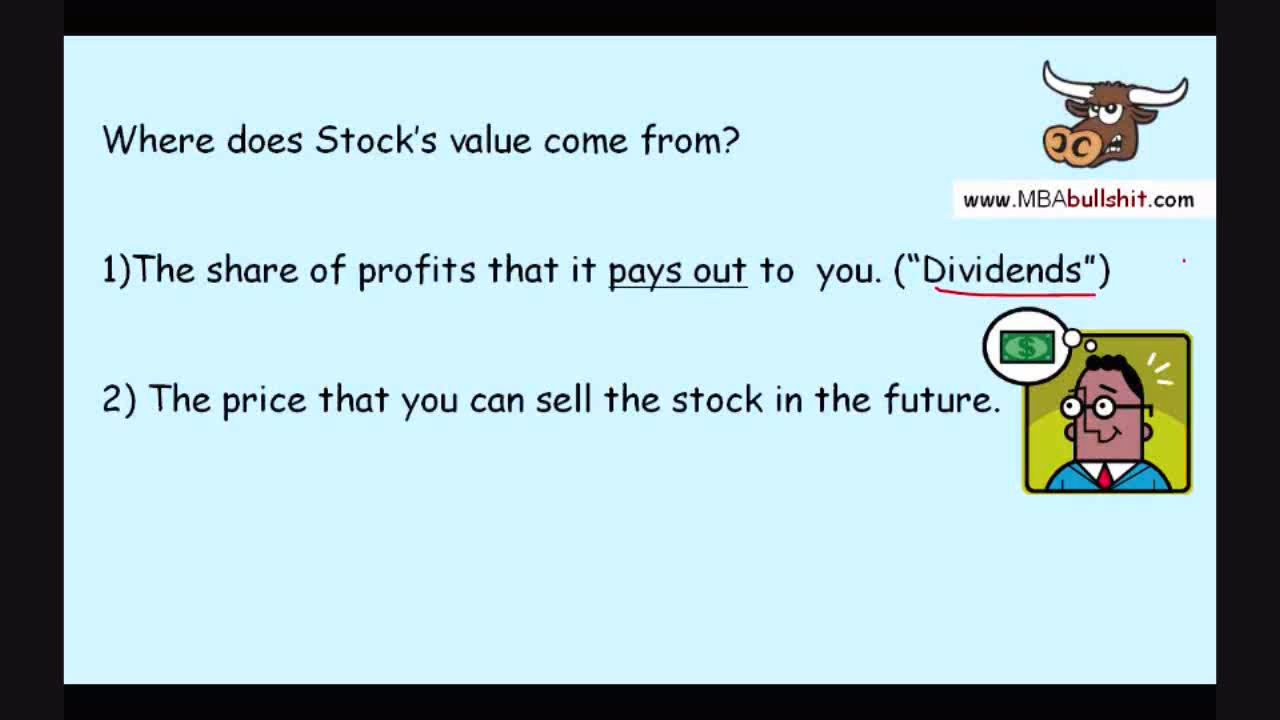 Where does Stock's value come from?
www.MBAbullshit.com
1)The share of profits that it pays out to you. ("Dividends")
$
2) The price that you can sell the stock in the future.